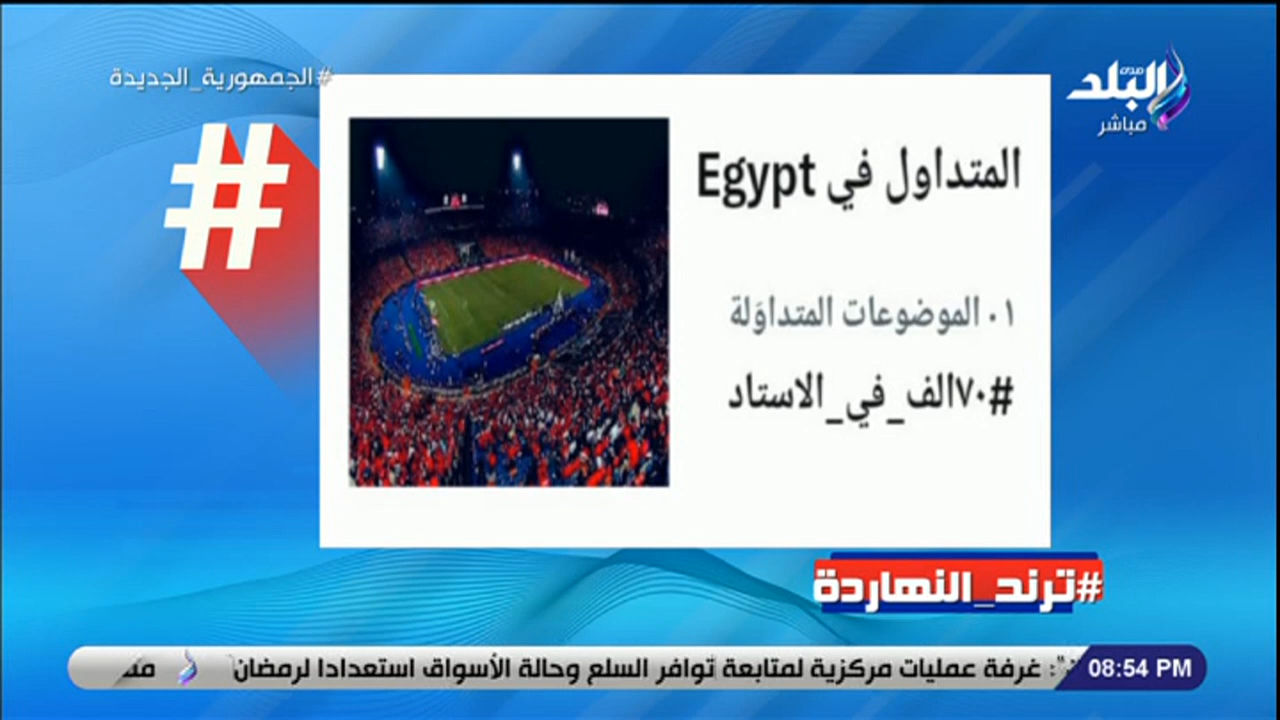 #الجمهورية_الجديدة
صدى البلد
مباشر
#
المتداول في Egypt
١ · الموضوعات المتداوَلة
#٧٠الف_في_الاستاد
#ترند_النهاردة
08:54 PM
: غرفة عمليات مركزية لمتابعة توافر السلع وحالة الأسواق استعدادا لرمضان